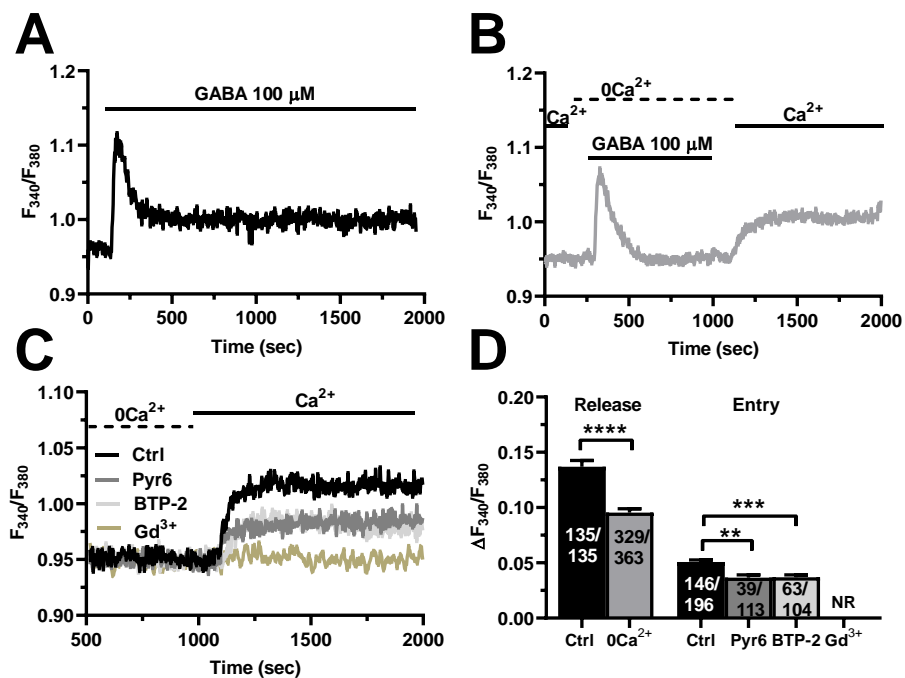 A
1.2
1.1
1.0
0.9
F340/F380
GABA 100 µM
0 500 1000 1500 2000
Time (sec)
B
1.2
1.1
1.0
0.9
F340/F380
0Ca2+
Ca2+
Ca2+
GABA 100 µM
0 500 1000 1500 2000
Time (sec)
C
1.10
1.05
1.00
0.95
0.90
F340/F380
0Ca2+
Ca2+
Ctrl
Pyr6
BTP-2
Gd3+
500 1000 1500 2000
Time (sec)
D
0.20
0.15
0.10
0.05
0.00
ΔF340/F380
Release
Entry
****
***
**
135/
135
329/
363
146/
196
39/
113
63/
104
NR
Ctrl 0Ca2+ Ctrl Pyr6 BTP-2 Gd3+